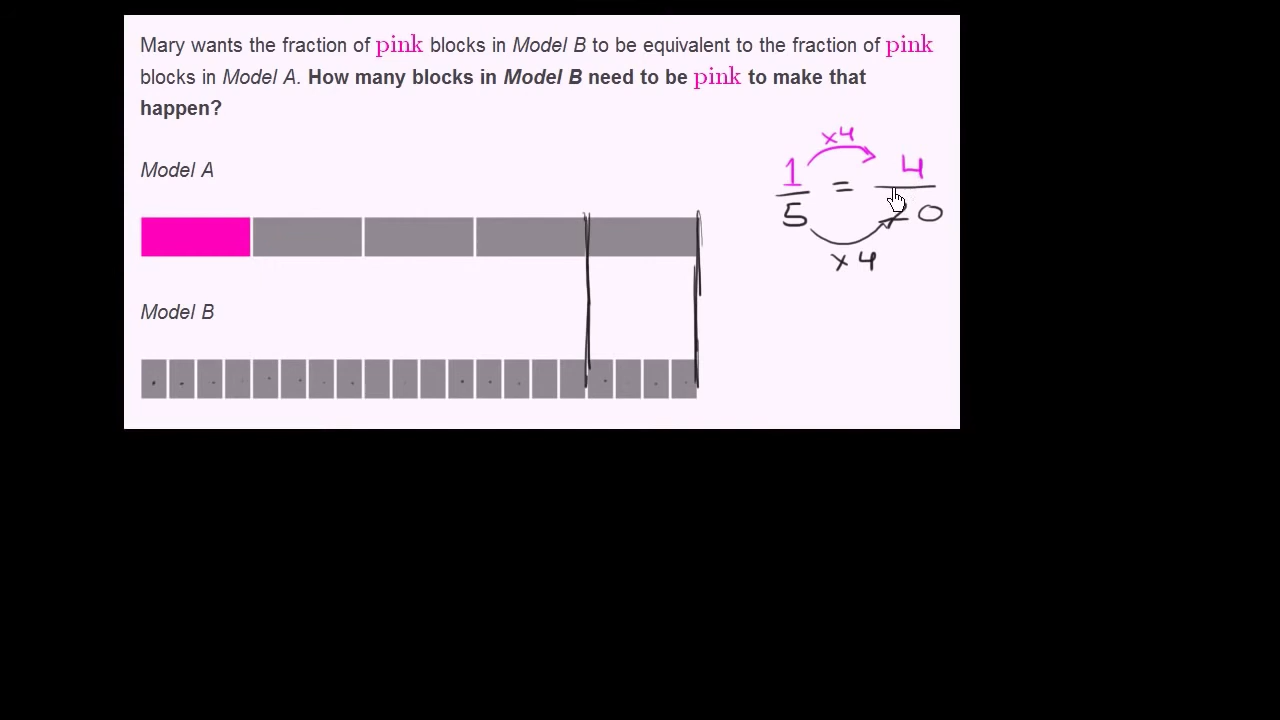 Mary wants the fraction of pink blocks in Model B to be equivalent to the fraction of pink
blocks in Model A. How many blocks in Model B need to be pink to make that
happen?
Model A
Model B
×4
1/5 = 4/20
×4